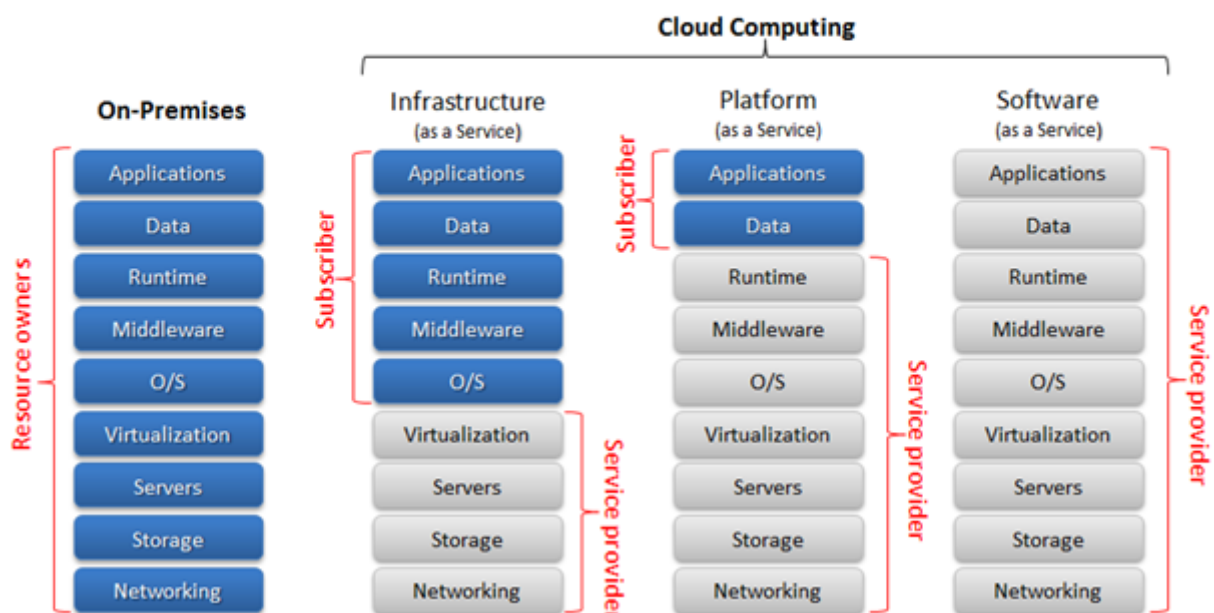 Cloud Computing
On-Premises
Resource owners
Applications
Data
Runtime
Middleware
O/S
Virtualization
Servers
Storage
Networking
Infrastructure
(as a Service)
Subscriber
Applications
Data
Runtime
Middleware
O/S
Virtualization
Servers
Storage
Networking
Service provider
Platform
(as a Service)
Subscriber
Applications
Data
Runtime
Middleware
O/S
Virtualization
Servers
Storage
Networking
Service provider
Software
(as a Service)
Applications
Data
Runtime
Middleware
O/S
Virtualization
Servers
Storage
Networking
Service provider